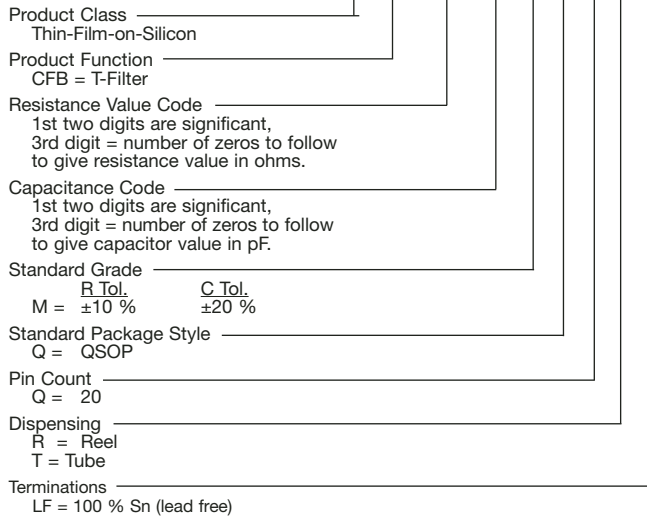 Product Class
Thin-Film-on-Silicon
Product Function
CFB = T-Filter
Resistance Value Code
1st two digits are significant,
3rd digit = number of zeros to follow
to give resistance value in ohms.
Capacitance Code
1st two digits are significant,
3rd digit = number of zeros to follow
to give capacitor value in pF.
Standard Grade
R Tol. C Tol.
M = ±10 % ±20 %
Standard Package Style
Q = QSOP
Pin Count
Q = 20
Dispensing
R = Reel
T = Tube
Terminations
LF = 100 % Sn (lead free)